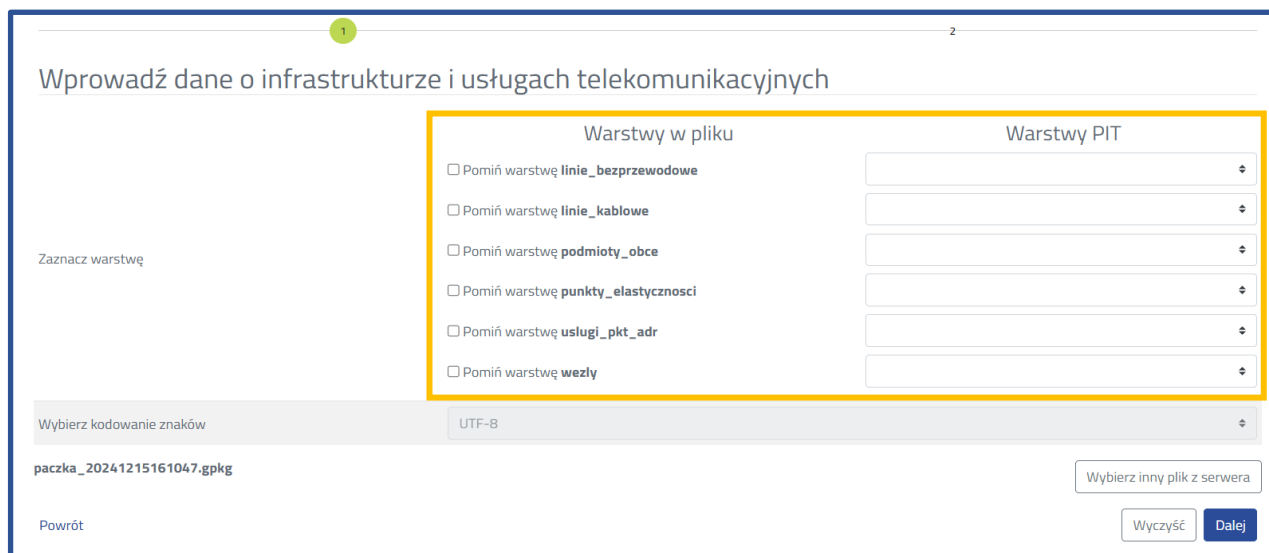 1
2
Wprowadź dane o infrastrukturze i usługach telekomunikacyjnych
Warstwy w pliku
Warstwy PIT
Zaznacz warstwę
Pomiń warstwę linie_bezprzewodowe
Pomiń warstwę linie_kablowe
Pomiń warstwę podmioty_obce
Pomiń warstwę punkty_elastycznosci
Pomiń warstwę uslugi_pkt_adr
Pomiń warstwę wezly
Wybierz kodowanie znaków
UTF-8
paczka_20241215161047.gpkg
Wybierz inny plik z serwera
Powrót
Wyczyść
Dalej